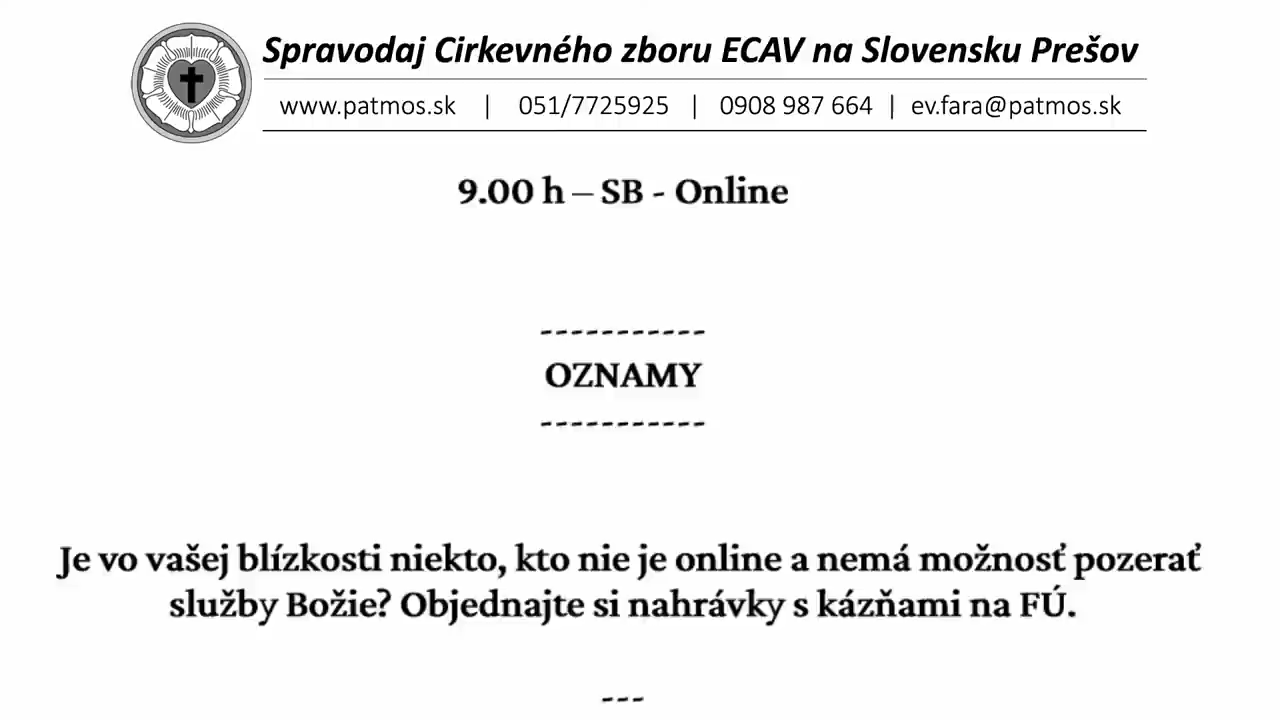 Spravodaj Cirkevného zboru ECAV na Slovensku Prešov
www.patmos.sk | 051/7725925 | 0908 987 664 | ev.fara@patmos.sk
9.00 h – SB - Online
-----------
OZNAMY
-----------
Je vo vašej blízkosti niekto, kto nie je online a nemá možnosť pozerať
služby Božie? Objednajte si nahrávky s kázňami na FÚ.
---